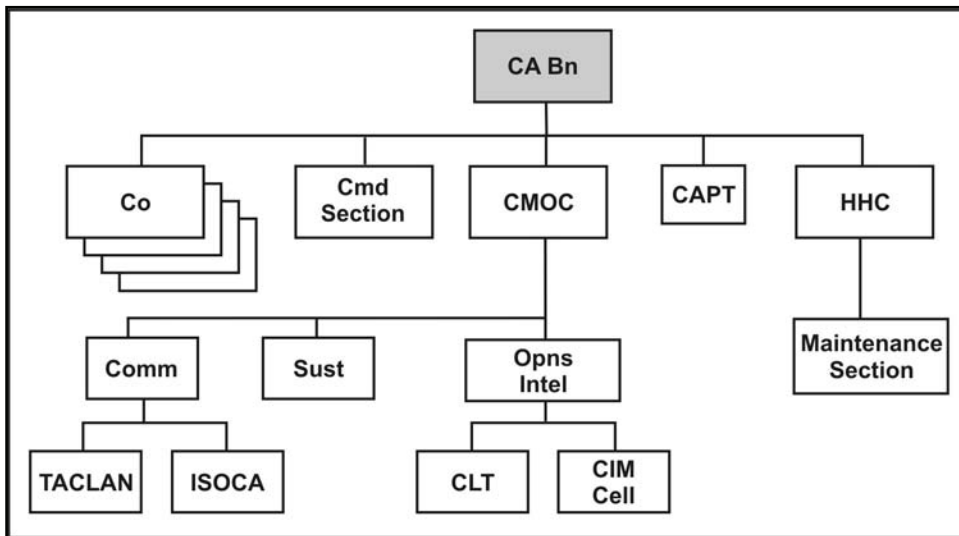 CA Bn
Co
Cmd
Section
CMOC
CAPT
HHC
Comm
Sust
Opns
Intel
Maintenance
Section
TACLAN
ISOCA
CLT
CIM
Cell